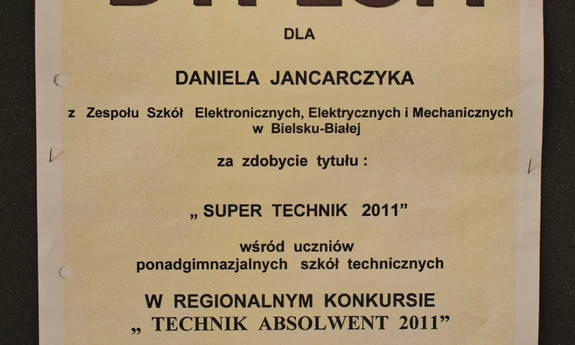 DYPLOM
DLA
DANIELA JANCARCZYKA
z Zespołu Szkół Elektronicznych, Elektrycznych i Mechanicznych
w Bielsku-Białej
za zdobycie tytułu :
„ SUPER TECHNIK 2011”
wśród uczniów
ponadgimnazjalnych szkół technicznych
W REGIONALNYM KONKURSIE
„ TECHNIK ABSOLWENT 2011”